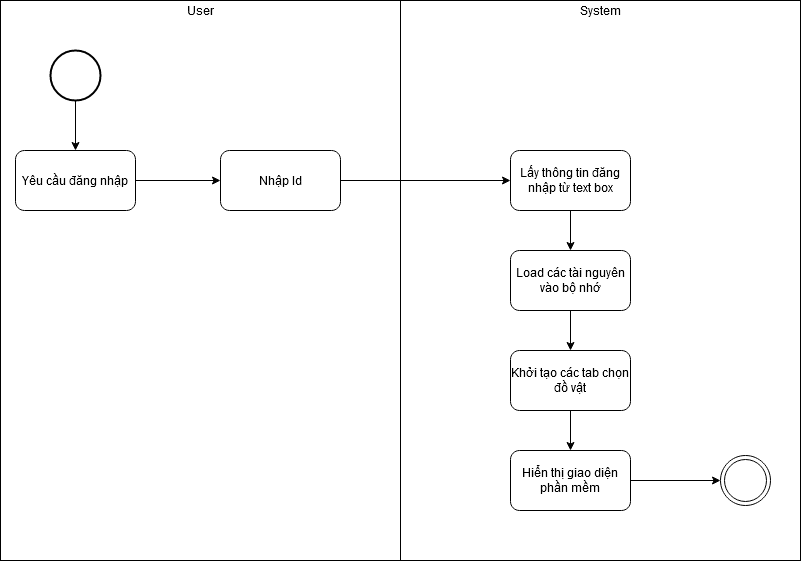 User
System
Yêu cầu đăng nhập
Nhập Id
Lấy thông tin đăng
nhập từ text box
Load các tài nguyên
vào bộ nhớ
Khởi tạo các tab chọn
đồ vật
Hiển thị giao diện
phần mềm